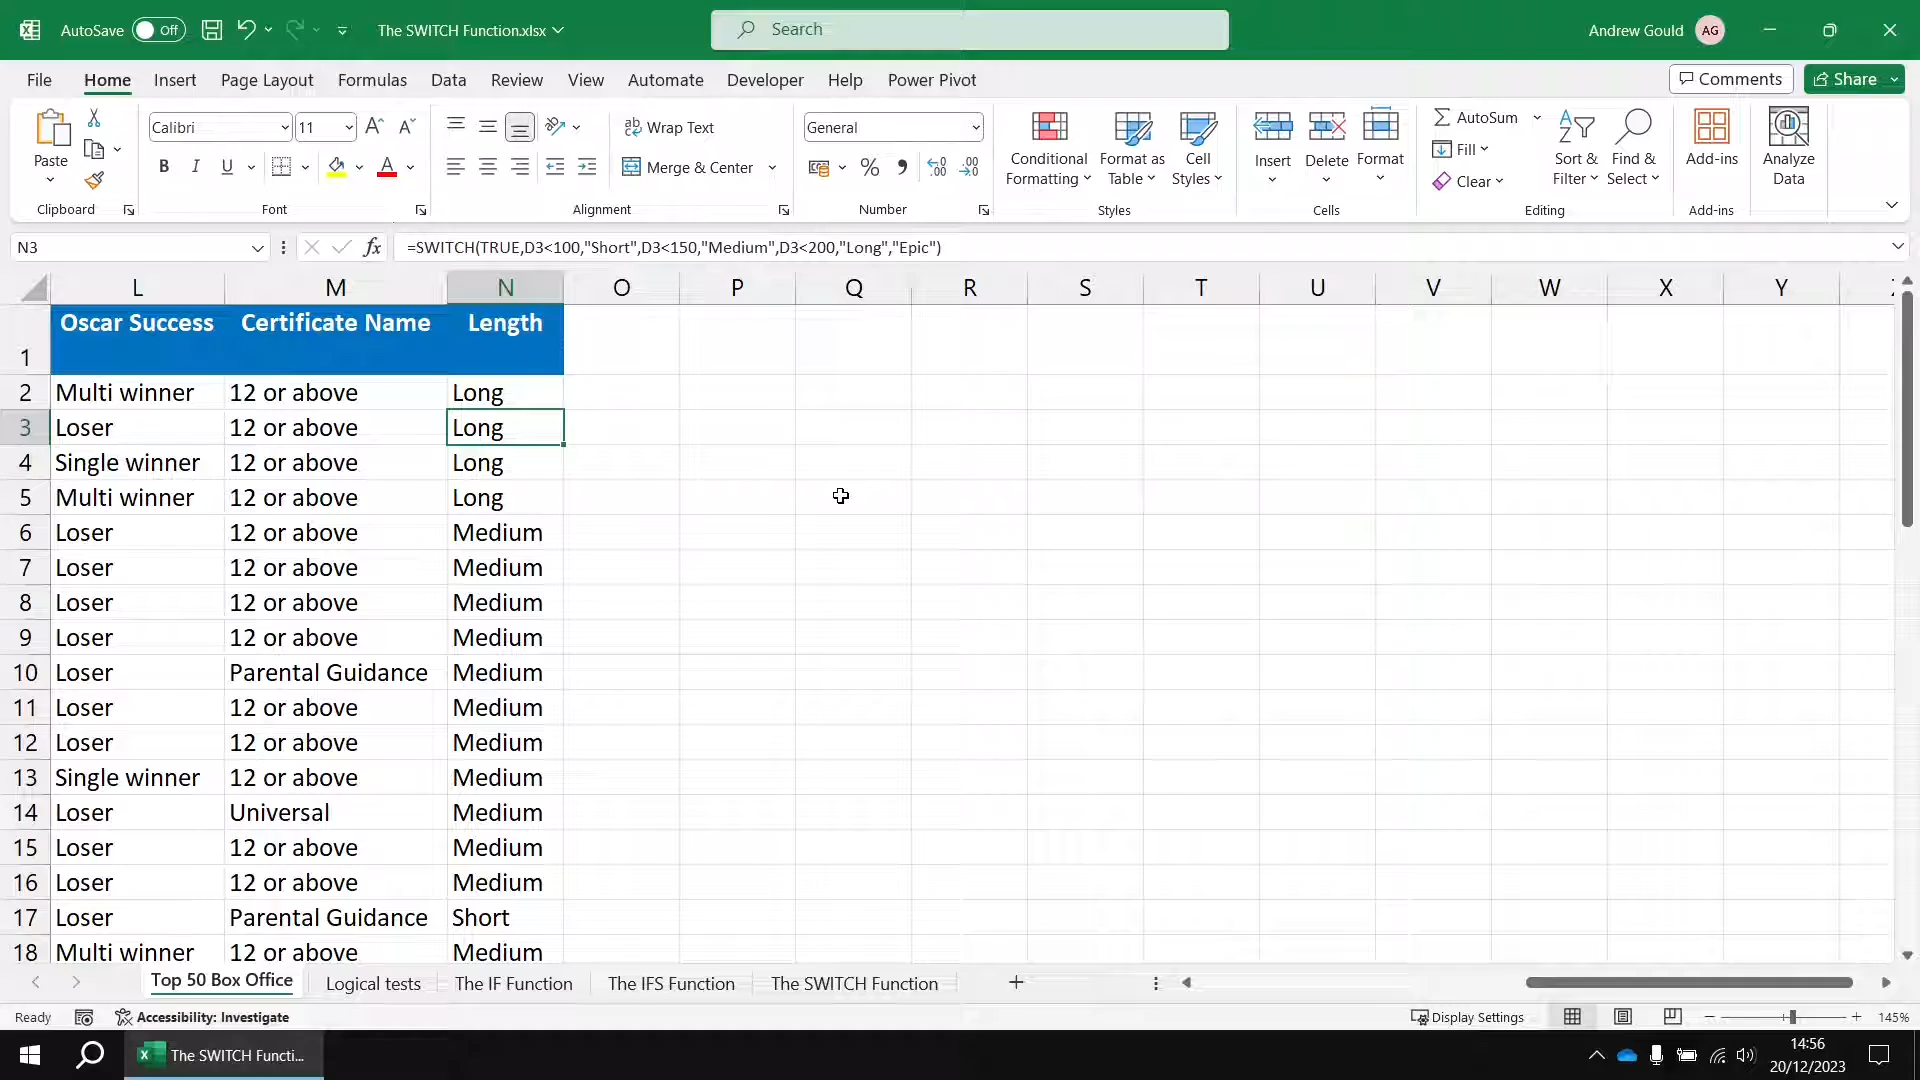 AutoSave Off The SWITCH Function.xlsx Search Andrew Gould AG
File Home Insert Page Layout Formulas Data Review View Automate Developer Help Power Pivot Comments Share
Paste Calibri 11 Wrap Text General Conditional Formatting Format as Table Cell Styles Insert Delete Format AutoSum Fill Clear Sort & Filter Find & Select Add-ins Analyze Data
B I U Merge & Center
Clipboard Font Alignment Number Styles Cells Editing Add-ins
N3 fx =SWITCH(TRUE,D3<100,"Short",D3<150,"Medium",D3<200,"Long","Epic")
L M N O P Q R S T U V W X Y
1 Oscar Success Certificate Name Length
2 Multi winner 12 or above Long
3 Loser 12 or above Long
4 Single winner 12 or above Long
5 Multi winner 12 or above Long
6 Loser 12 or above Medium
7 Loser 12 or above Medium
8 Loser 12 or above Medium
9 Loser 12 or above Medium
10 Loser Parental Guidance Medium
11 Loser 12 or above Medium
12 Loser 12 or above Medium
13 Single winner 12 or above Medium
14 Loser Universal Medium
15 Loser 12 or above Medium
16 Loser 12 or above Medium
17 Loser Parental Guidance Short
18 Multi winner 12 or above Medium
Top 50 Box Office Logical tests The IF Function The IFS Function The SWITCH Function
Ready Accessibility: Investigate Display Settings 145%
The SWITCH Functi... 14:56
20/12/2023